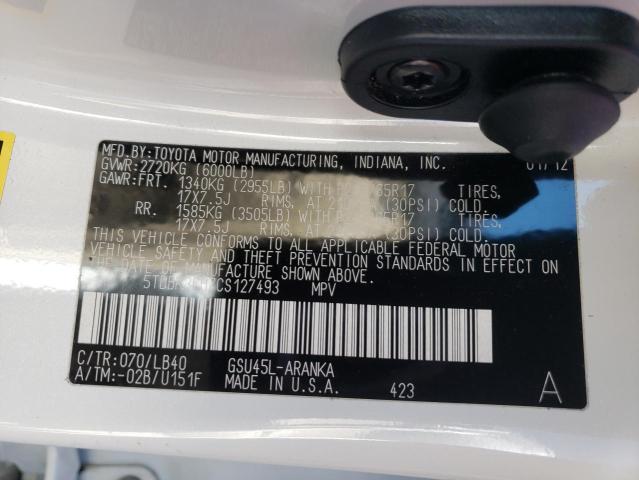 MFD.BY:TOYOTA MOTOR MANUFACTURING, INDIANA, INC. 01/12
GVWR:2720KG (6000LB)
GAWR:FRT. 1340KG (2955LB) WITH TIRES,
17X7.5J RIMS, AT (30PSI) COLD.
RR. 1585KG (3505LB) WITH TIRES,
17X7.5J RIMS, AT (30PSI) COLD.
THIS VEHICLE CONFORMS TO ALL APPLICABLE FEDERAL MOTOR
VEHICLE SAFETY AND THEFT PREVENTION STANDARDS IN EFFECT
ON THE DATE OF MANUFACTURE SHOWN ABOVE.
MPV
C/TR:070/LB40 GSU45L-ARANKA
A/TM:-02B/U151F MADE IN U.S.A. 423 A